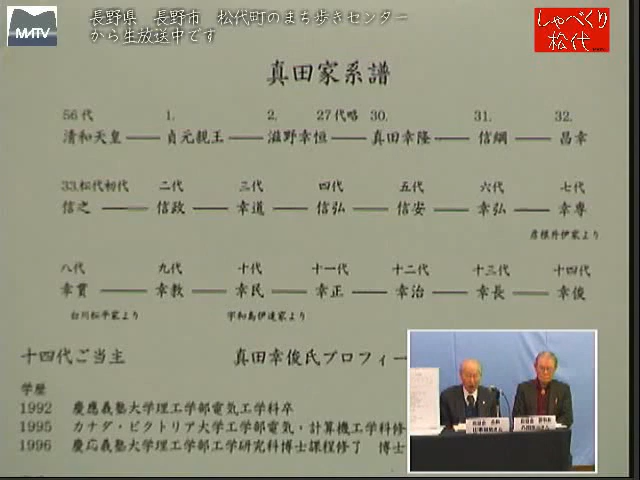 長野県 長野市 松代町のまち歩きセンター
から生放送中です
MATV
しゃべくり
松代
真田家系譜
56代 1. 2. 27代略 30. 31. 32.
清和天皇 貞元親王 滋野幸恒 真田幸隆 信綱 昌幸
33.松代初代 二代 三代 四代 五代 六代 七代
信之 信政 幸道 信弘 信安 幸弘 幸専
彦根井伊家より
八代 九代 十代 十一代 十二代 十三代 十四代
幸貫 幸教 幸民 幸正 幸治 幸長 幸俊
白川松平家より 宇和島伊達家より
十四代ご当主 真田幸俊氏プロフィー
学歴
1992 慶應義塾大学理工学部電気工学科卒
1995 カナダ・ビクトリア大学工学部電気・計算機工学科修
1996 慶応義塾大学理工学部工学研究科博士課程修了 博士